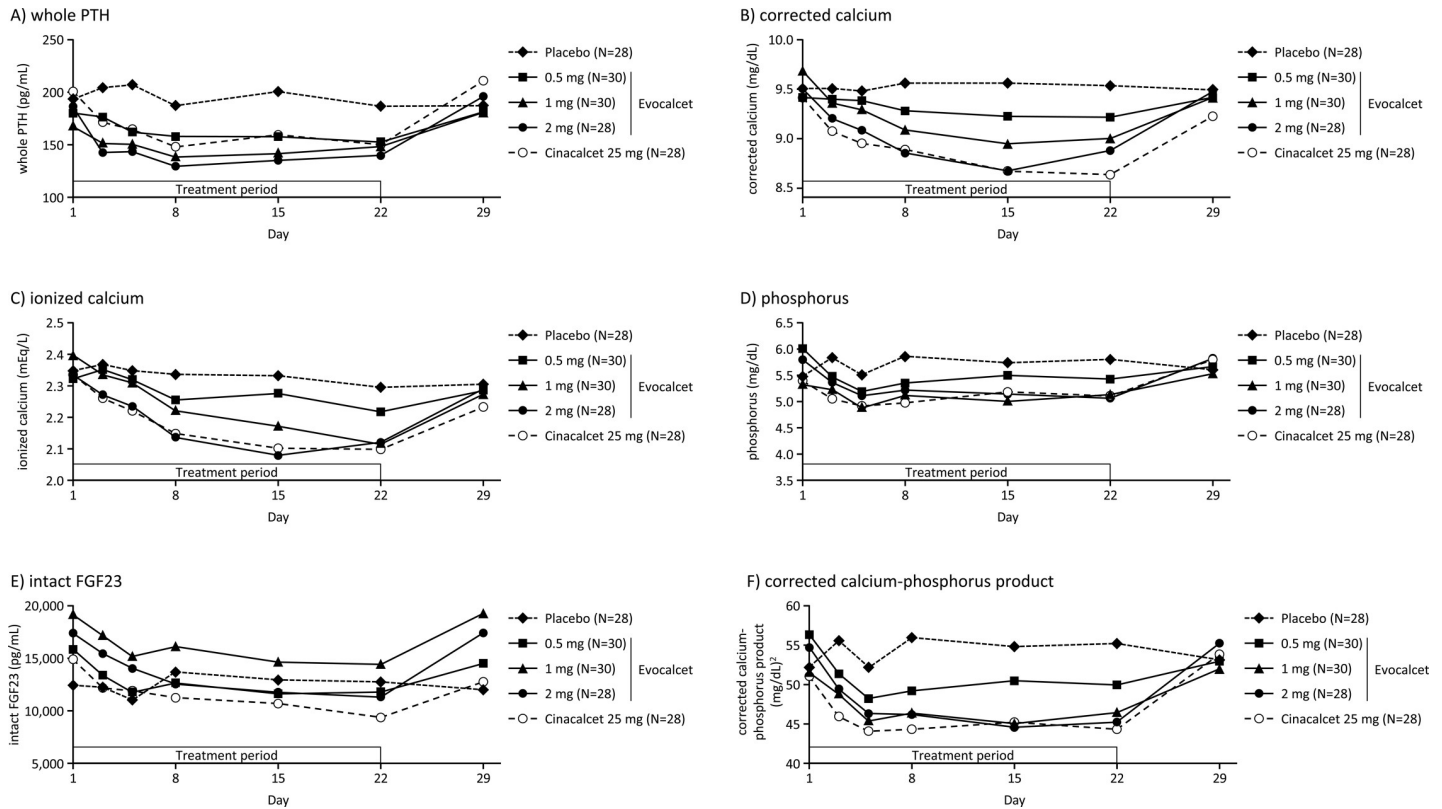 A) whole PTH
whole PTH (pg/mL)
250
200
150
100
Treatment period
1 8 15 22 29
Day
Placebo (N=28)
0.5 mg (N=30)
1 mg (N=30)
2 mg (N=28)
Evocalcet
Cinacalcet 25 mg (N=28)
B) corrected calcium
corrected calcium (mg/dL)
10.0
9.5
9.0
8.5
Treatment period
1 8 15 22 29
Day
Placebo (N=28)
0.5 mg (N=30)
1 mg (N=30)
2 mg (N=28)
Evocalcet
Cinacalcet 25 mg (N=28)
C) ionized calcium
ionized calcium (mEq/L)
2.5
2.4
2.3
2.2
2.1
2.0
Treatment period
1 8 15 22 29
Day
Placebo (N=28)
0.5 mg (N=30)
1 mg (N=30)
2 mg (N=28)
Evocalcet
Cinacalcet 25 mg (N=28)
D) phosphorus
phosphorus (mg/dL)
6.5
6.0
5.5
5.0
4.5
4.0
3.5
Treatment period
1 8 15 22 29
Day
Placebo (N=28)
0.5 mg (N=30)
1 mg (N=30)
2 mg (N=28)
Evocalcet
Cinacalcet 25 mg (N=28)
E) intact FGF23
intact FGF23 (pg/mL)
20,000
15,000
10,000
5,000
Treatment period
1 8 15 22 29
Day
Placebo (N=28)
0.5 mg (N=30)
1 mg (N=30)
2 mg (N=28)
Evocalcet
Cinacalcet 25 mg (N=28)
F) corrected calcium-phosphorus product
corrected calcium-
phosphorus product
(mg/dL)²
60
55
50
45
40
Treatment period
1 8 15 22 29
Day
Placebo (N=28)
0.5 mg (N=30)
1 mg (N=30)
2 mg (N=28)
Evocalcet
Cinacalcet 25 mg (N=28)